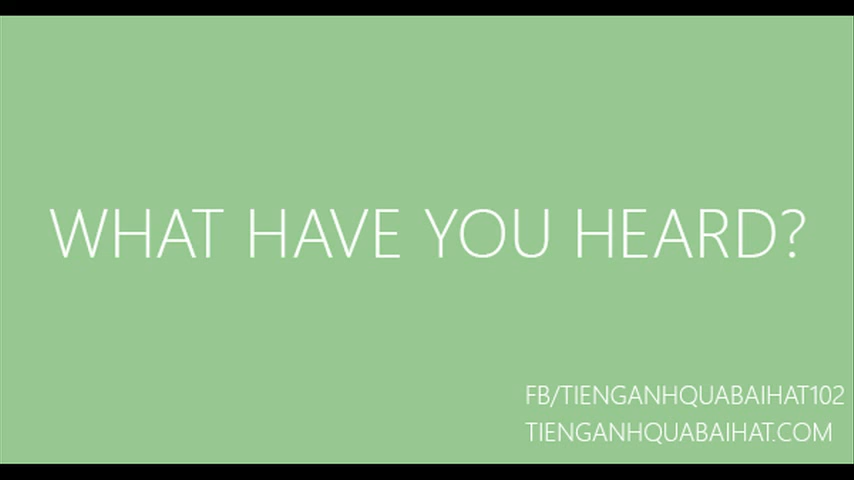 WHAT HAVE YOU HEARD?
FB/TIENGANHQUABAIHAT102
TIENGANHQUABAIHAT.COM